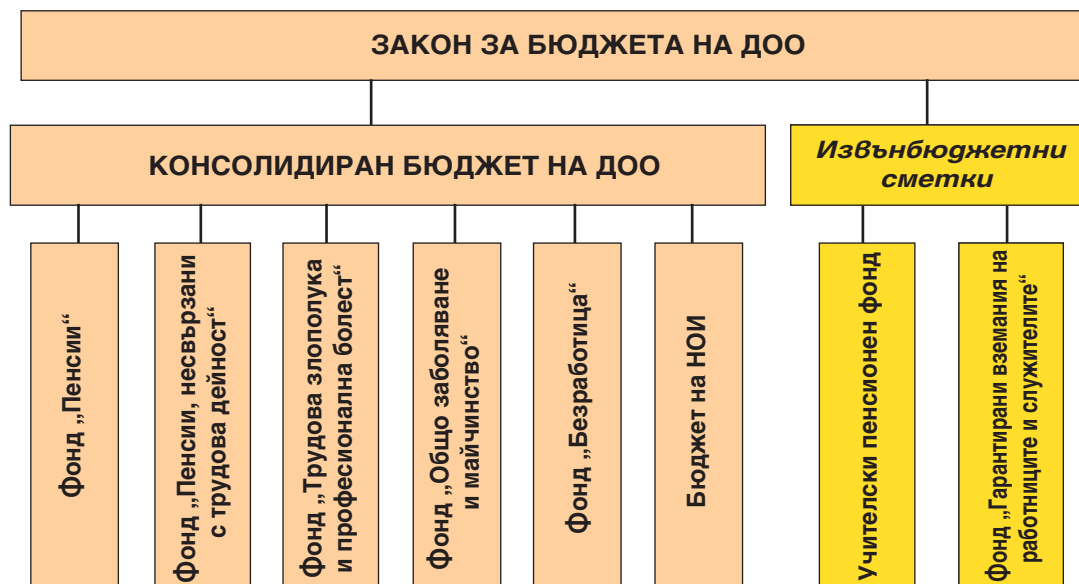 ЗАКОН ЗА БЮДЖЕТА НА ДОО
КОНСОЛИДИРАН БЮДЖЕТ НА ДОО
Извънбюджетни
сметки
Фонд „Пенсии“
Фонд „Пенсии, несвързани
с трудова дейност“
Фонд „Трудова злополука
и професионална болест“
Фонд „Общо заболяване
и майчинство“
Фонд „Безработица“
Бюджет на НОИ
Учителски пенсионен фонд
Фонд „Гарантирани вземания на
работниците и служителите“